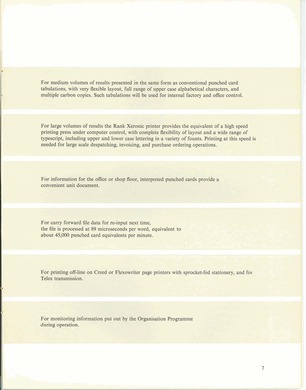 For medium volumes of results presented in the same form as conventional punched card
tabulations, with very flexible layout, full range of upper case alphabetical characters, and
multiple carbon copies. Such tabulations will be used for internal factory and office control.
For large volumes of results the Rank Xeronic printer provides the equivalent of a high speed
printing press under computer control, with complete flexibility of layout and a wide range of
typescript, including upper and lower case lettering in a variety of founts. Printing at this speed is
needed for large scale despatching, invoicing, and purchase ordering operations.
For information for the office or shop floor, interpreted punched cards provide a
convenient unit document.
For carry forward file data for re-input next time,
the file is processed at 89 microseconds per word, equivalent to
about 45,000 punched card equivalents per minute.
For printing off-line on Creed or Flexowriter page printers with sprocket-fed stationery, and for
Telex transmission.
For monitoring information put out by the Organisation Programme
during operation.
7